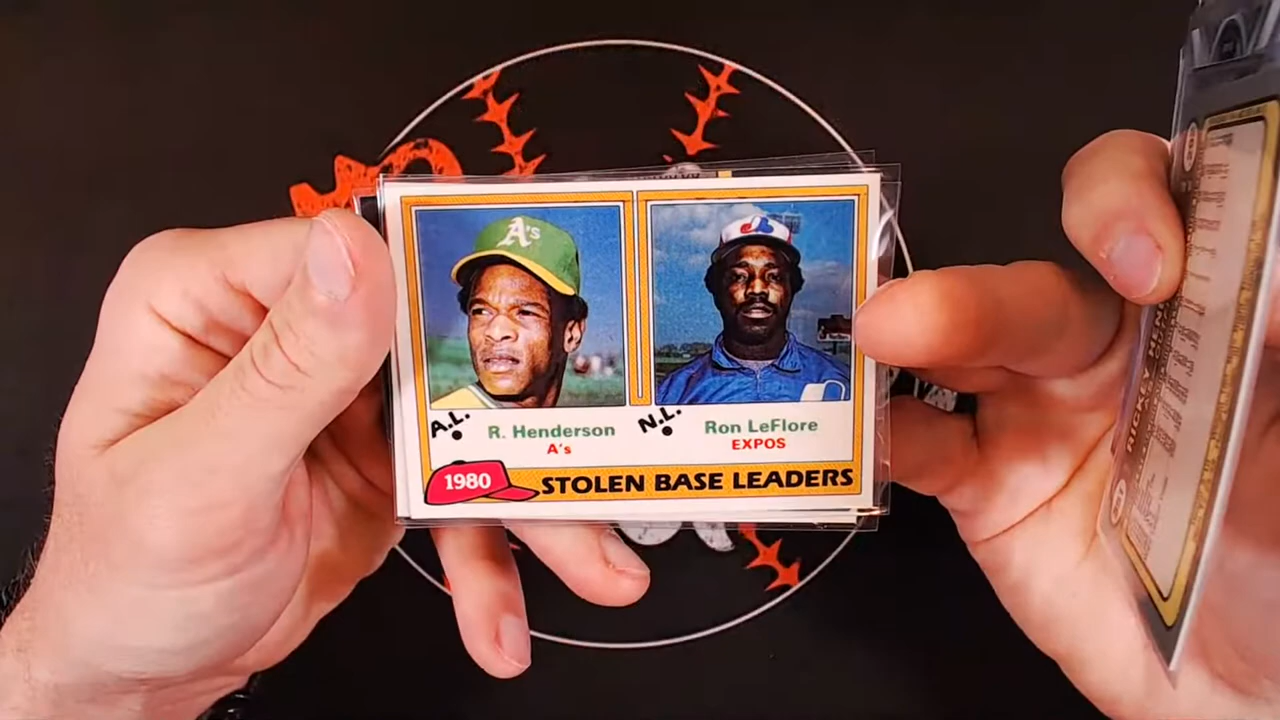 A's
A.L.
R. Henderson
A's
N.L.
Ron LeFlore
EXPOS
1980
STOLEN BASE LEADERS